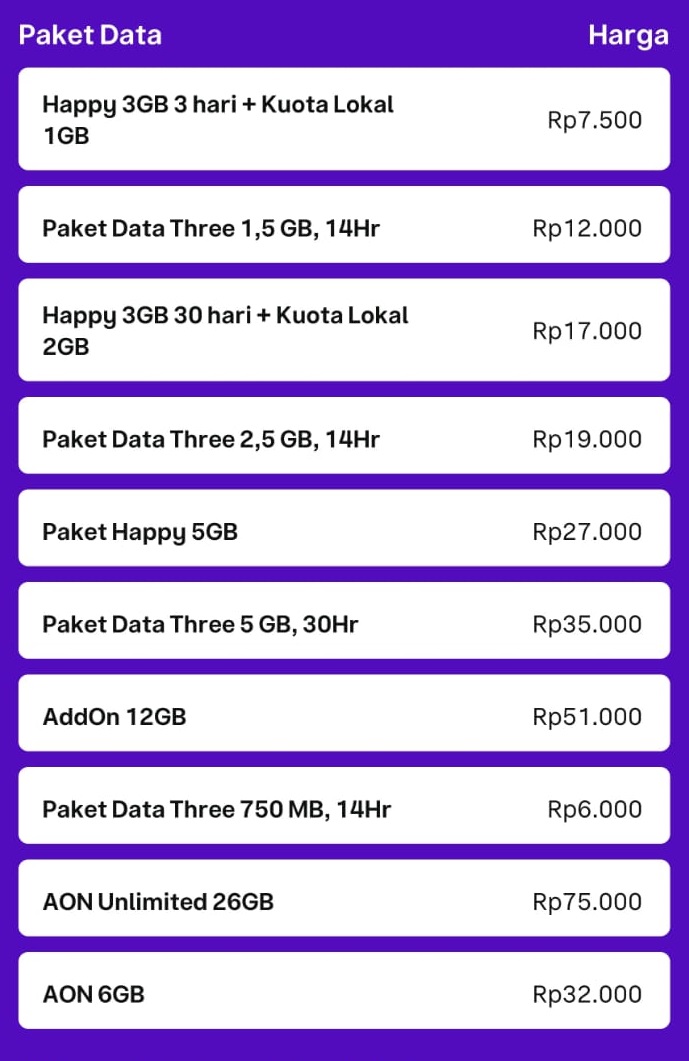 Paket Data Harga
Happy 3GB 3 hari + Kuota Lokal
1GB
Rp7.500
Paket Data Three 1,5 GB, 14Hr Rp12.000
Happy 3GB 30 hari + Kuota Lokal
2GB
Rp17.000
Paket Data Three 2,5 GB, 14Hr Rp19.000
Paket Happy 5GB Rp27.000
Paket Data Three 5 GB, 30Hr Rp35.000
AddOn 12GB Rp51.000
Paket Data Three 750 MB, 14Hr Rp6.000
AON Unlimited 26GB Rp75.000
AON 6GB Rp32.000